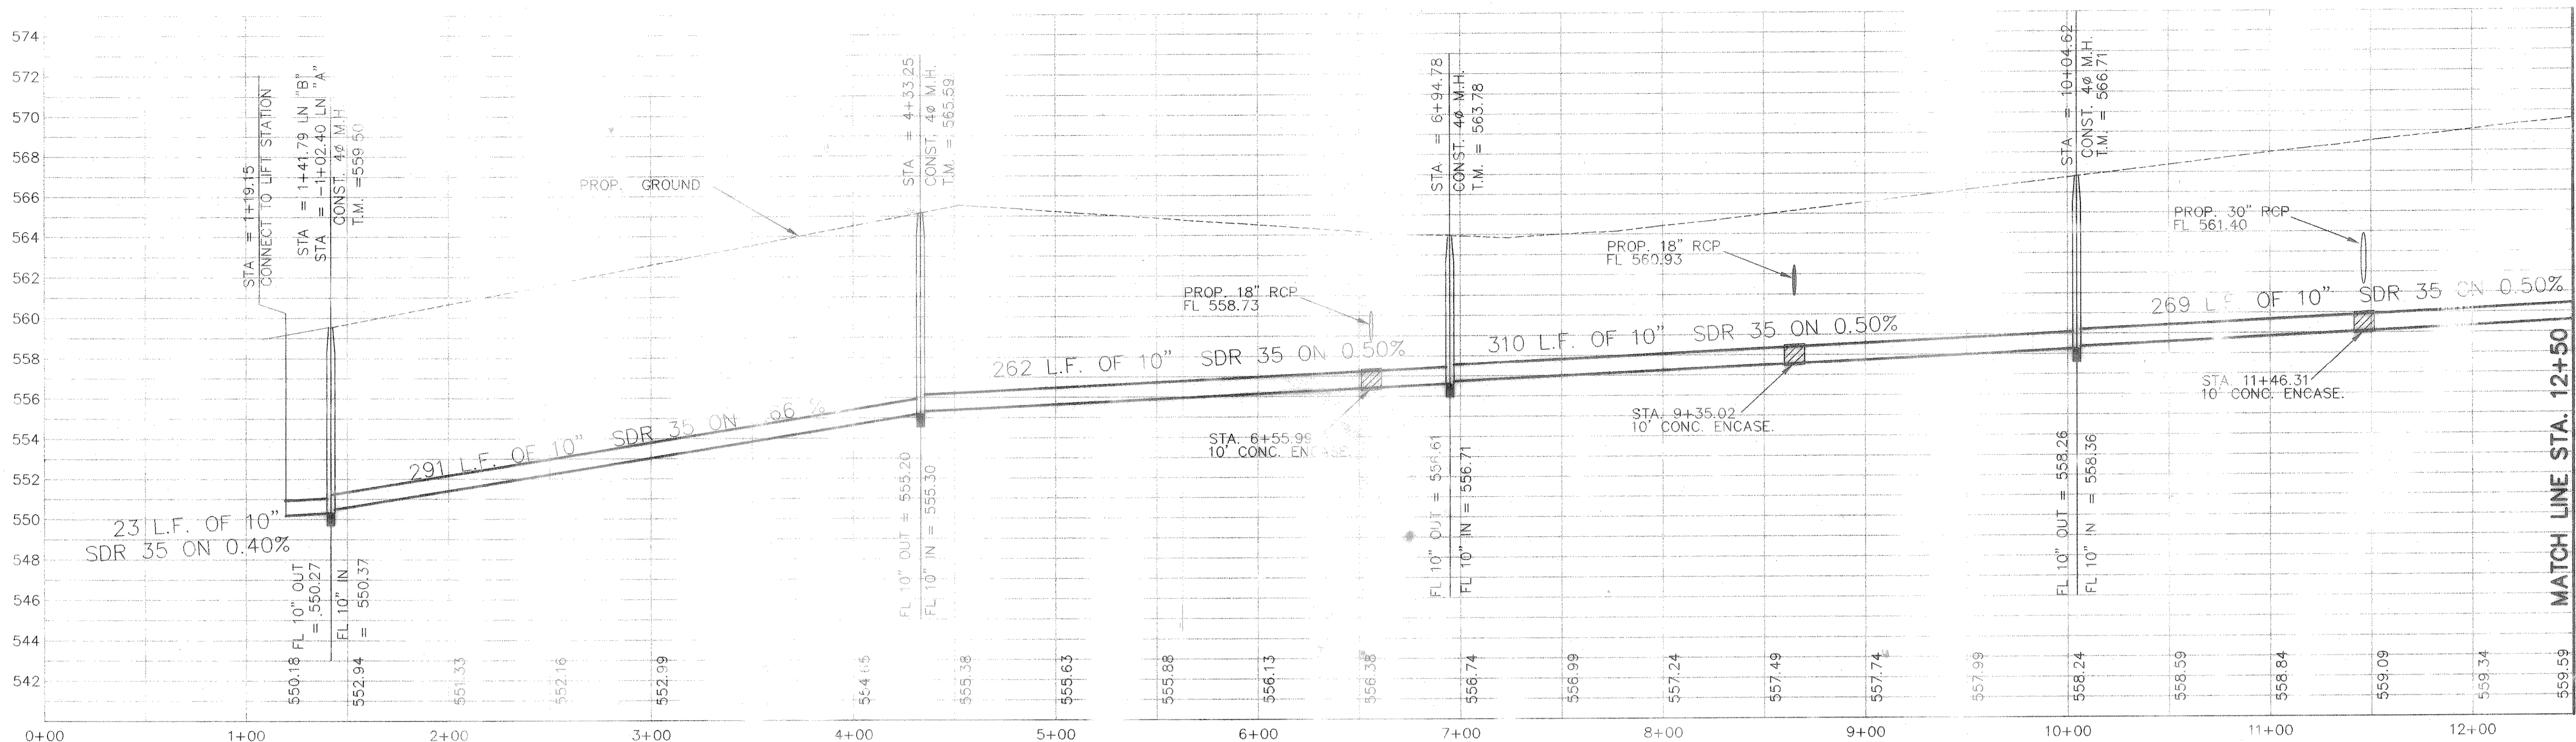 574
572
570
568
566
564
562
560
558
556
554
552
550
548
546
544
542
STA = 1+19.15
CONNECT TO LIFT STATION
STA = 1+41.79 LN "B"
STA = -1+02.40 LN "A"
CONST. 4ø M.H
T.M. =559.50
PROP. GROUND
STA = 4+33.25
CONST. 4ø M.H.
T.M. = 565.59
STA = 6+94.78
CONST. 4ø M.H.
T.M. = 563.78
STA = 10+04.62
CONST. 4ø M.H.
T.M. = 566.71
PROP. 18" RCP
FL 558.73
PROP. 18" RCP
FL 560.93
PROP. 30" RCP
FL 561.40
23 L.F. OF 10"
SDR 35 ON 0.40%
291 L.F. OF 10" SDR 35 ON %
262 L.F. OF 10" SDR 35 ON 0.50%
310 L.F. OF 10" SDR 35 ON 0.50%
269 L.F. OF 10" SDR 35 ON 0.50%
STA. 6+55.99
10' CONC. ENCASE.
STA. 9+35.02
10' CONC. ENCASE.
STA. 11+46.31
10' CONC. ENCASE.
FL 10" OUT
= 550.27
FL 10" IN
= 550.37
FL 10" OUT = 555.20
FL 10" IN = 555.30
FL 10" OUT = 556.61
FL 10" IN = 556.71
FL 10" OUT = 558.26
FL 10" IN = 558.36
MATCH LINE STA. 12+50
550.18
552.94
551.33
552.16
552.99
555.38
555.63
555.88
556.13
556.38
556.74
556.99
557.24
557.49
557.74
557.99
558.24
558.59
558.84
559.09
559.34
559.59
0+00
1+00
2+00
3+00
4+00
5+00
6+00
7+00
8+00
9+00
10+00
11+00
12+00